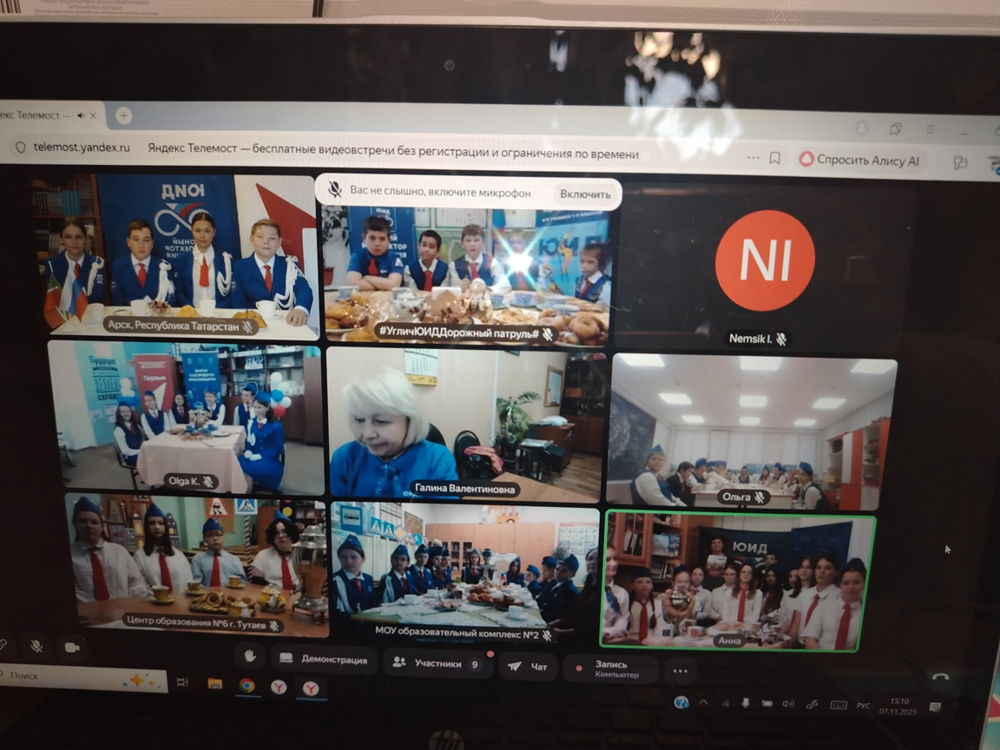 екс Телемост —
telemost.yandex.ru
Яндекс Телемост — бесплатные видеовстречи без регистрации и ограничения по времени
Спросить Алису AI
Вас не слышно, включите микрофон
Включить
ЮИД
ЮИД
NI
Арск, Республика Татарстан
#УгличЮИДДорожный патруль#
Nemsik I.
Первые
Olga K.
Галина Валентиновна
Ольга
ЮИД
Центр образования №6 г. Тутаев
МОУ образовательный комплекс №2
Анна
Демонстрация
Участники 9
Чат
Запись
Компьютер
Поиск
РУС
15:10
07.11.2025
hp